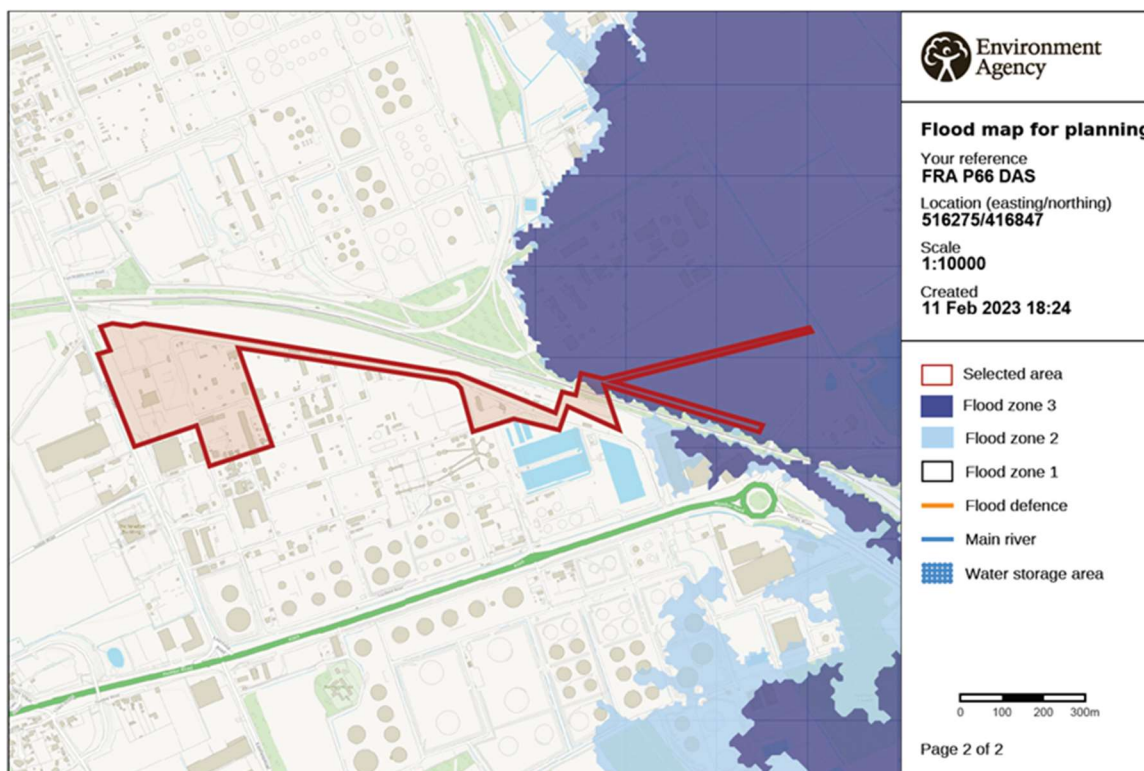 Environment
Agency
Flood map for planning
Your reference
FRA P66 DAS
Location (easting/northing)
516275/416847
Scale
1:10000
Created
11 Feb 2023 18:24
Selected area
Flood zone 3
Flood zone 2
Flood zone 1
Flood defence
Main river
Water storage area
0 100 200 300m
Page 2 of 2